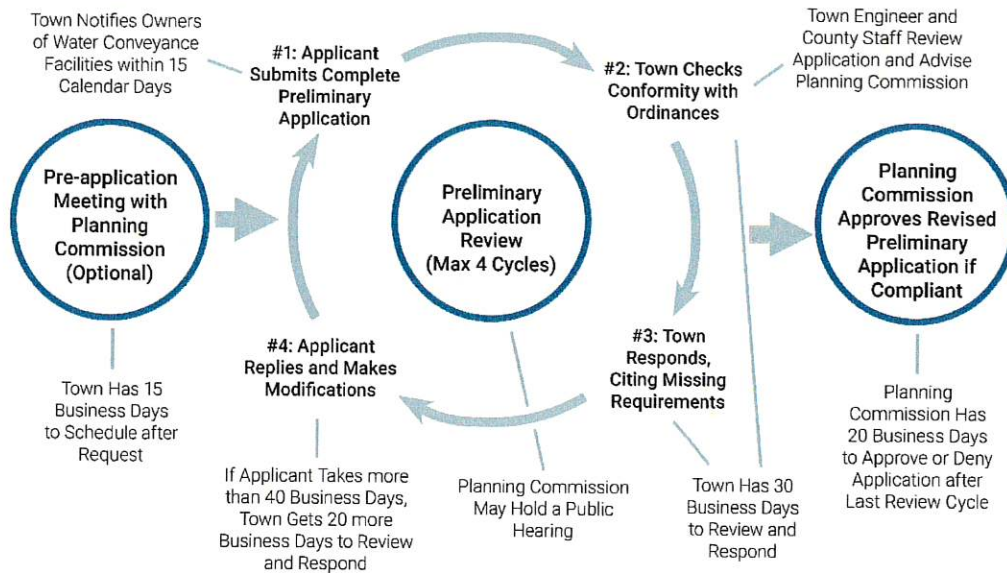 Town Notifies Owners
of Water Conveyance
Facilities within 15
Calendar Days
#1: Applicant
Submits Complete
Preliminary
Application
#2: Town Checks
Conformity with
Ordinances
Town Engineer and
County Staff Review
Application and Advise
Planning Commission
Pre-application
Meeting with
Planning
Commission
(Optional)
Preliminary
Application
Review
(Max 4 Cycles)
Planning
Commission
Approves Revised
Preliminary
Application if
Compliant
#4: Applicant
Replies and Makes
Modifications
#3: Town
Responds,
Citing Missing
Requirements
Town Has 15
Business Days
to Schedule after
Request
If Applicant Takes more
than 40 Business Days,
Town Gets 20 more
Business Days to Review
and Respond
Planning Commission
May Hold a Public
Hearing
Town Has 30
Business Days
to Review and
Respond
Planning
Commission Has
20 Business Days
to Approve or Deny
Application after
Last Review Cycle